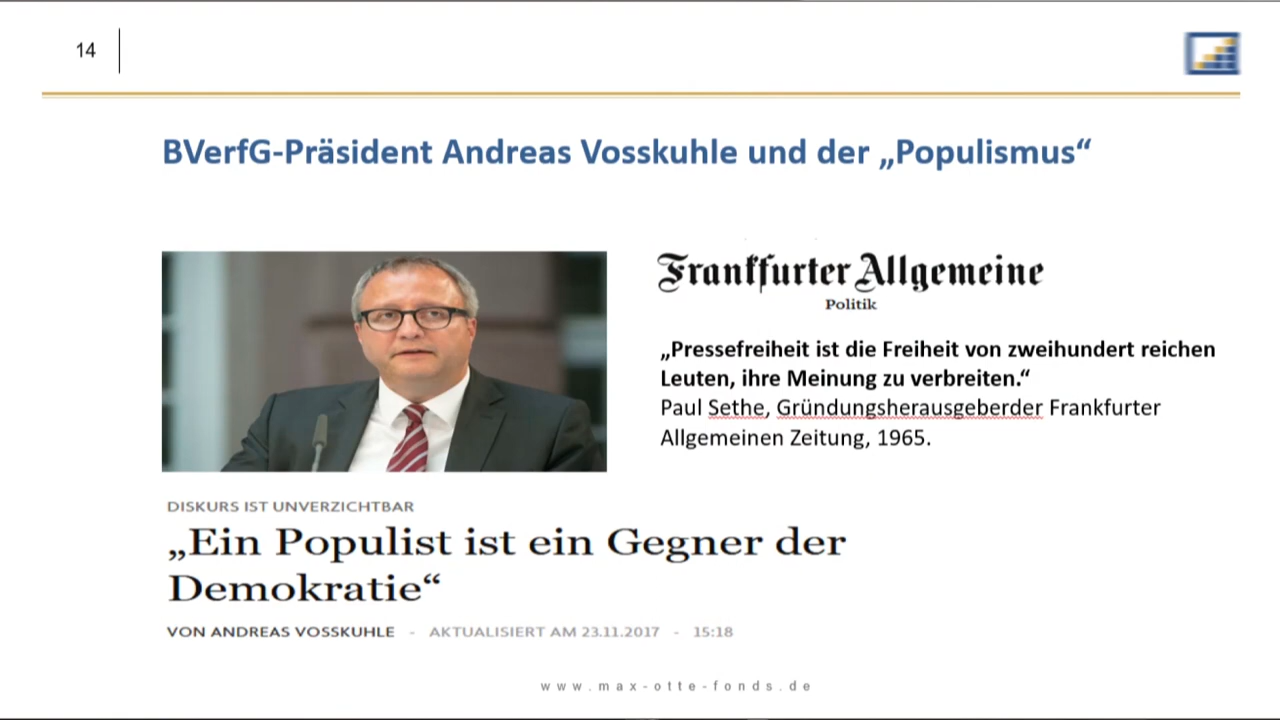 14
BVerfG-Präsident Andreas Vosskuhle und der „Populismus“
Frankfurter Allgemeine
Politik
„Pressefreiheit ist die Freiheit von zweihundert reichen
Leuten, ihre Meinung zu verbreiten.“
Paul Sethe, Gründungsherausgeberder Frankfurter
Allgemeinen Zeitung, 1965.
DISKURS IST UNVERZICHTBAR
„Ein Populist ist ein Gegner der
Demokratie“
VON ANDREAS VOSSKUHLE - AKTUALISIERT AM 23.11.2017 - 15:18
www.max-otte-fonds.de